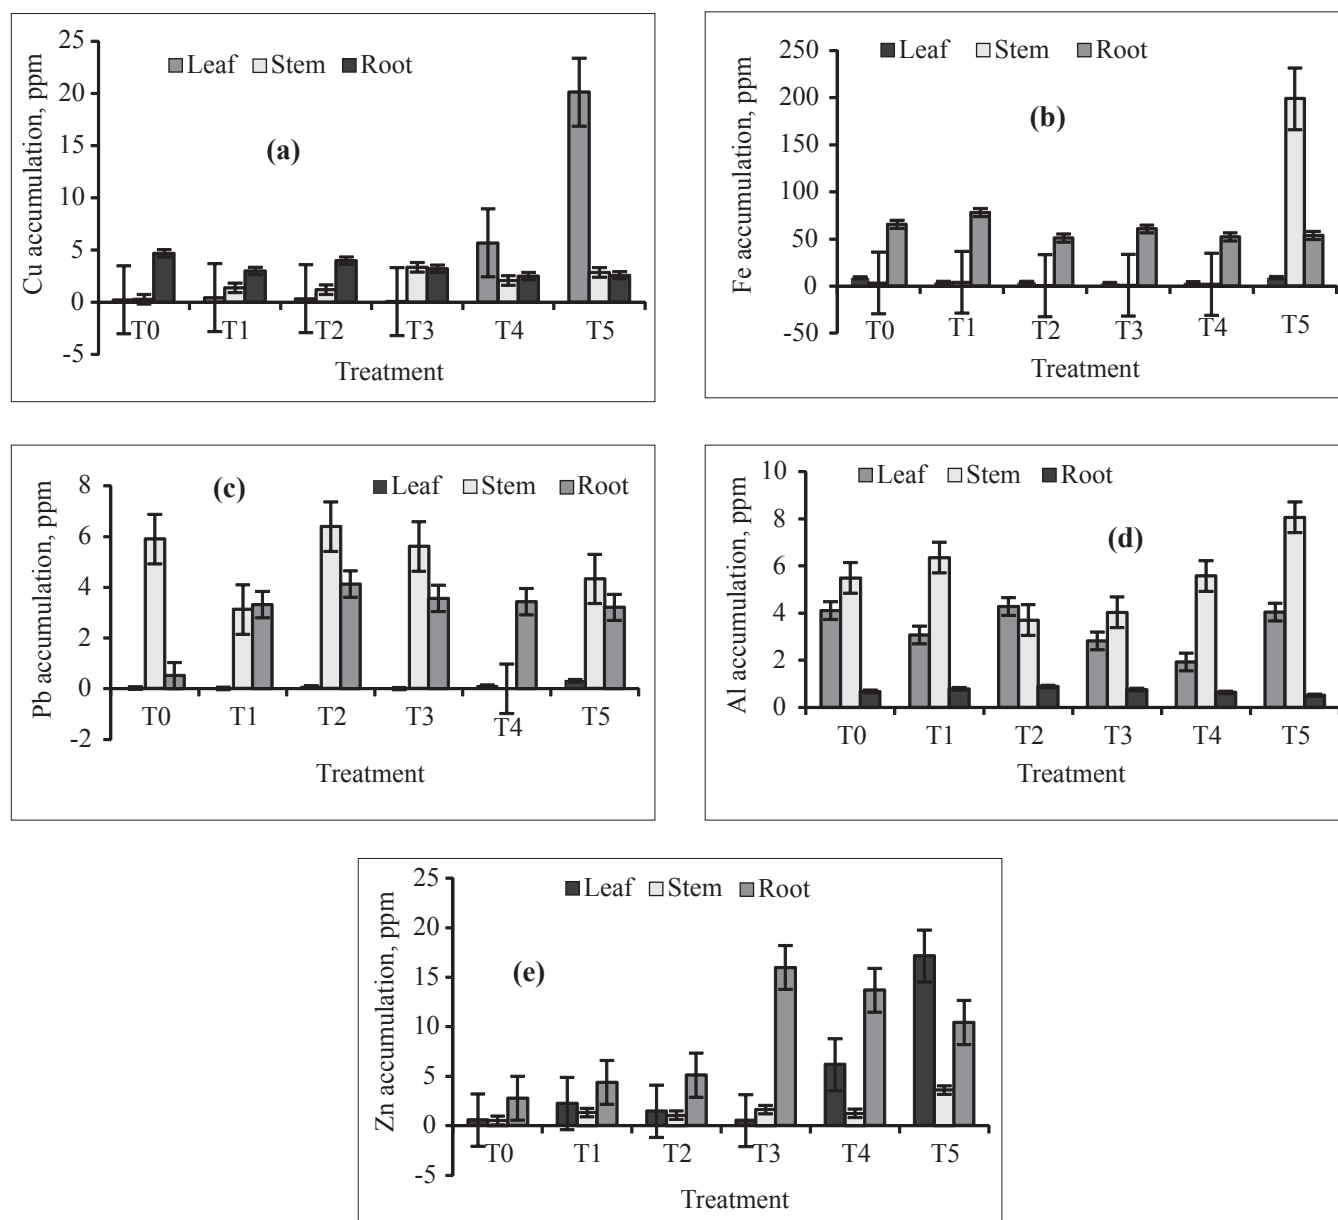 Cu accumulation, ppm
25
20
15
10
5
0
-5
Leaf Stem Root
(a)
T0 T1 T2 T3 T4 T5
Treatment
Fe accumulation, ppm
250
200
150
100
50
0
-50
Leaf Stem Root
(b)
T0 T1 T2 T3 T4 T5
Treatment
Pb accumulation, ppm
8
6
4
2
0
-2
(c)
Leaf Stem Root
T0 T1 T2 T3 T4 T5
Treatment
Al accumulation, ppm
10
8
6
4
2
0
Leaf Stem Root
(d)
T0 T1 T2 T3 T4 T5
Treatment
Zn accumulation, ppm
25
20
15
10
5
0
-5
Leaf Stem Root
(e)
T0 T1 T2 T3 T4 T5
Treatment